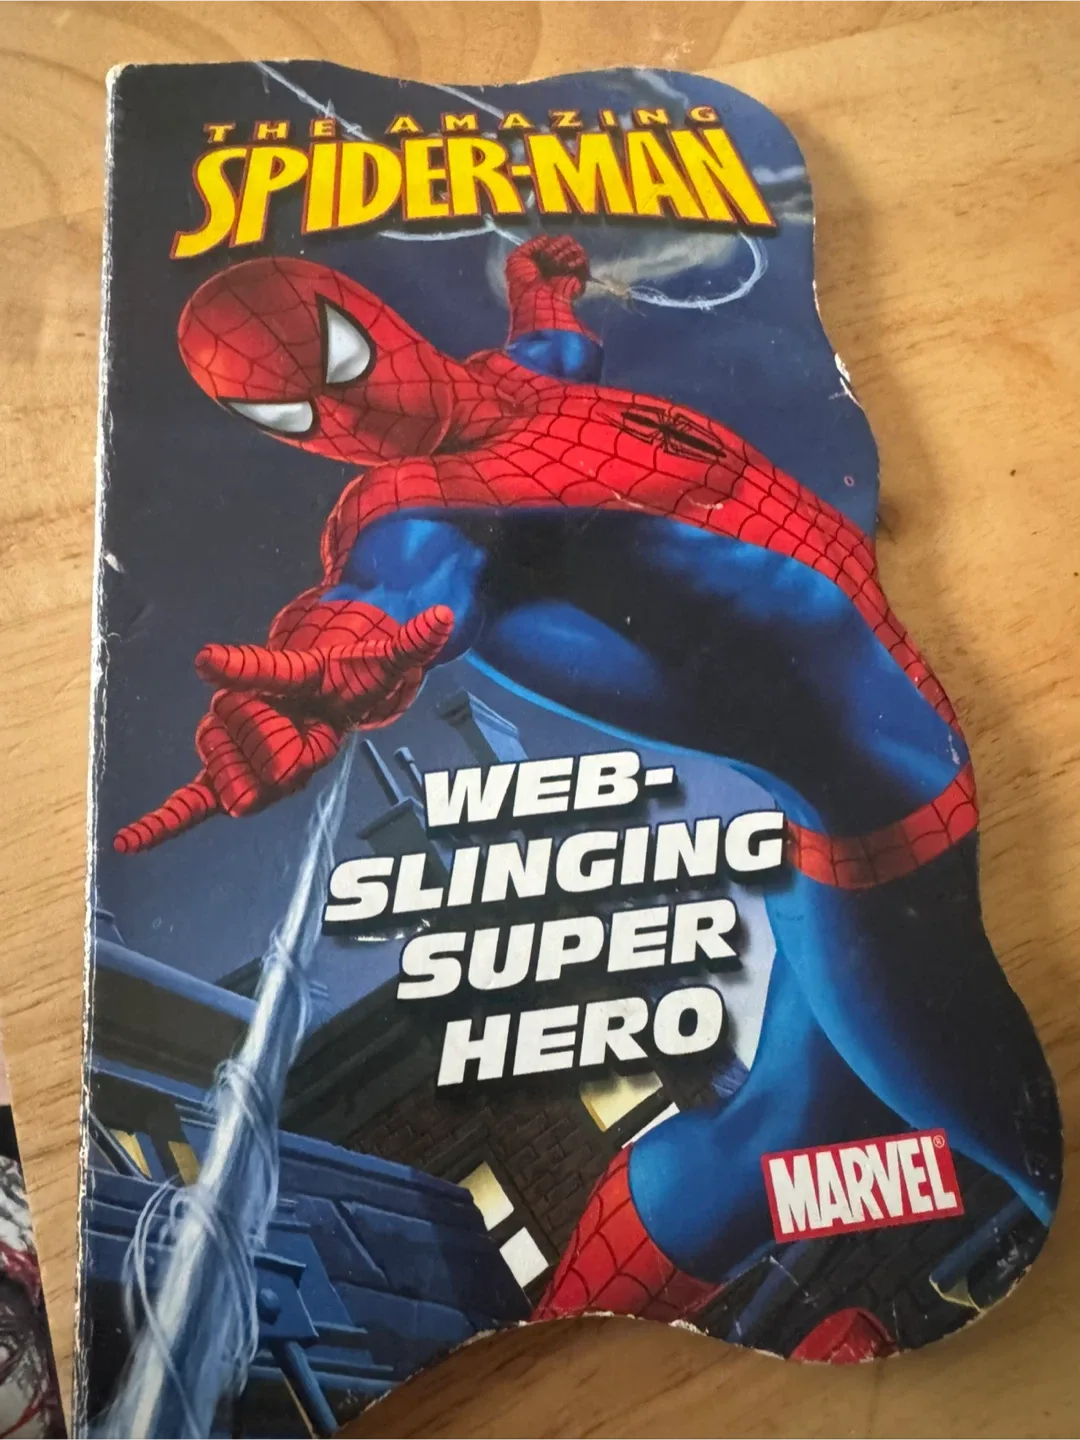 THE AMAZING
SPIDER-MAN
WEB-
SLINGING
SUPER
HERO
MARVEL®